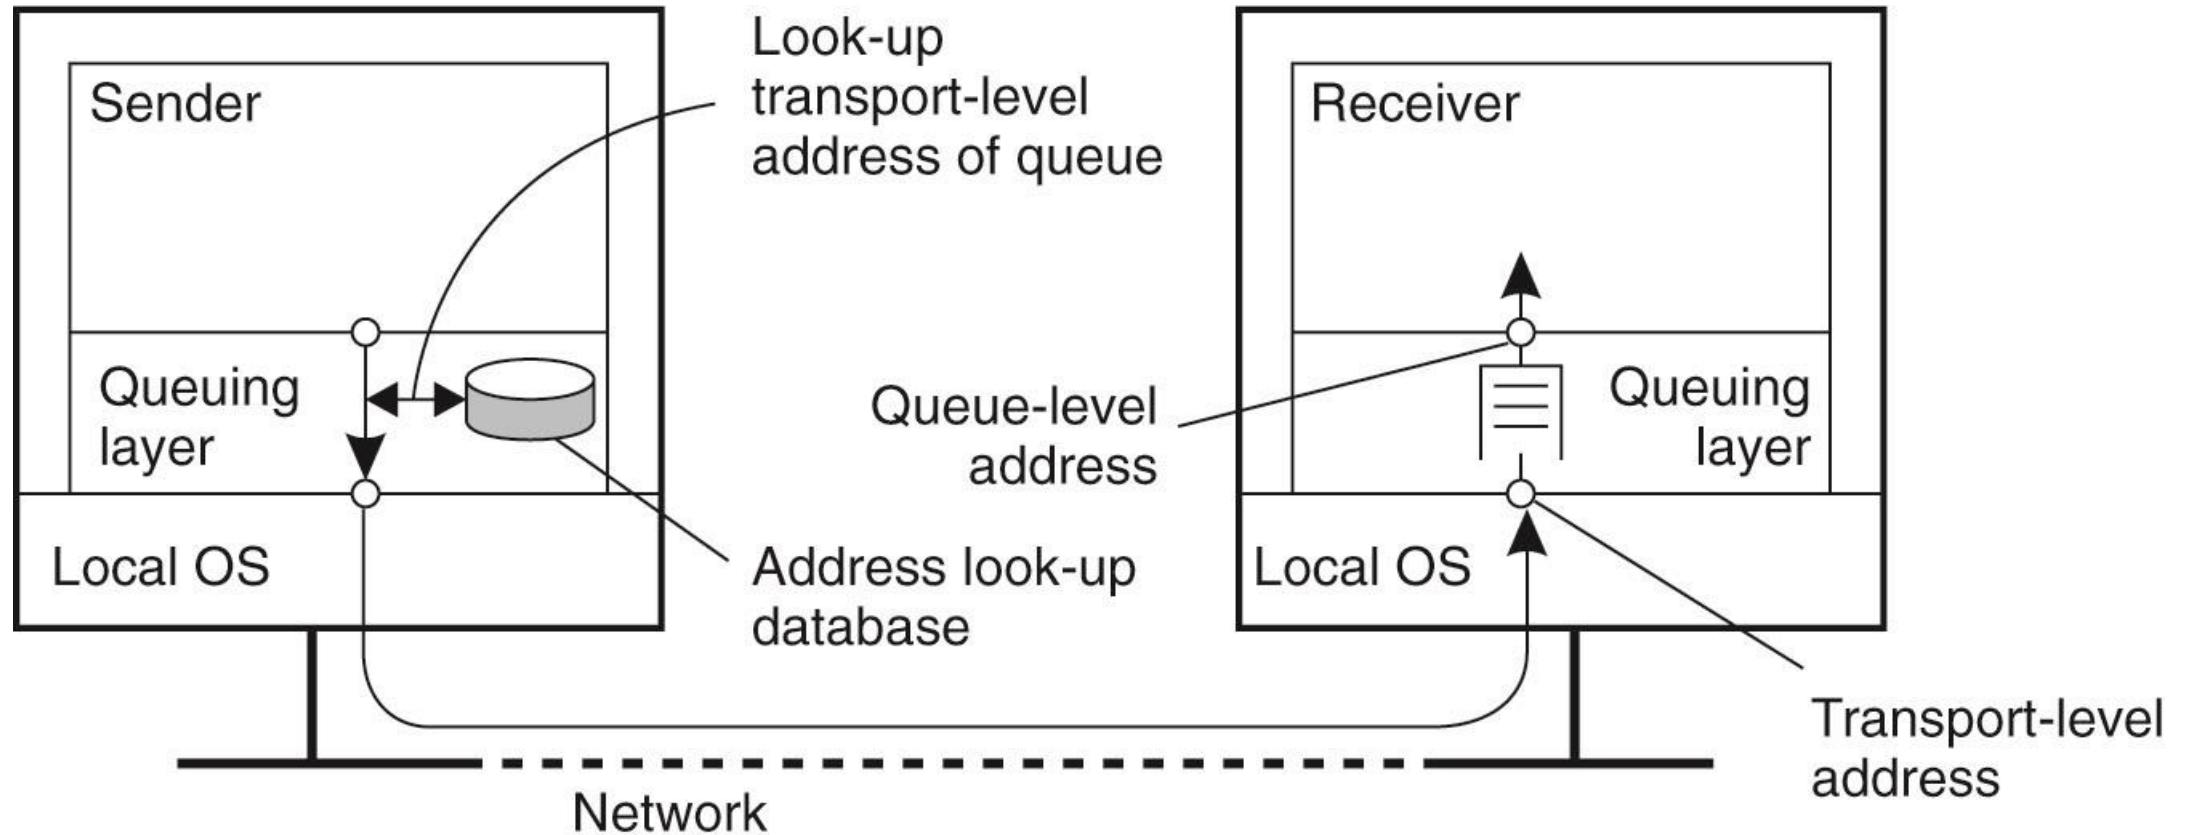 Sender
Look-up
transport-level
address of queue
Receiver
Queuing
layer
Queue-level
address
Queuing
layer
Local OS
Address look-up
database
Local OS
Transport-level
address
Network